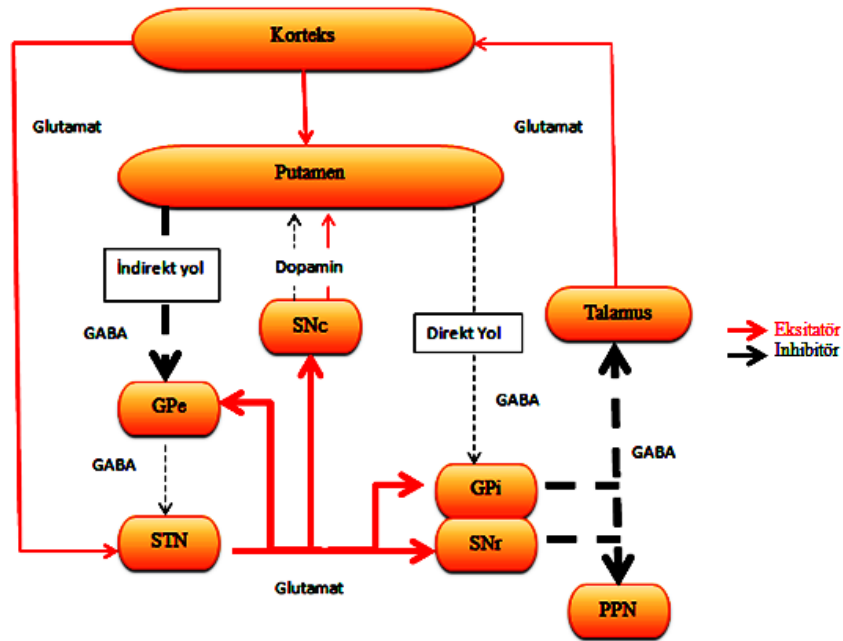 Korteks
Glutamat
Glutamat
Putamen
İndirekt yol
Dopamin
GABA
SNc
Direkt Yol
Talamus
Eksitatör
İnhibitör
GPe
GABA
GABA
GABA
GPi
STN
SNr
Glutamat
PPN